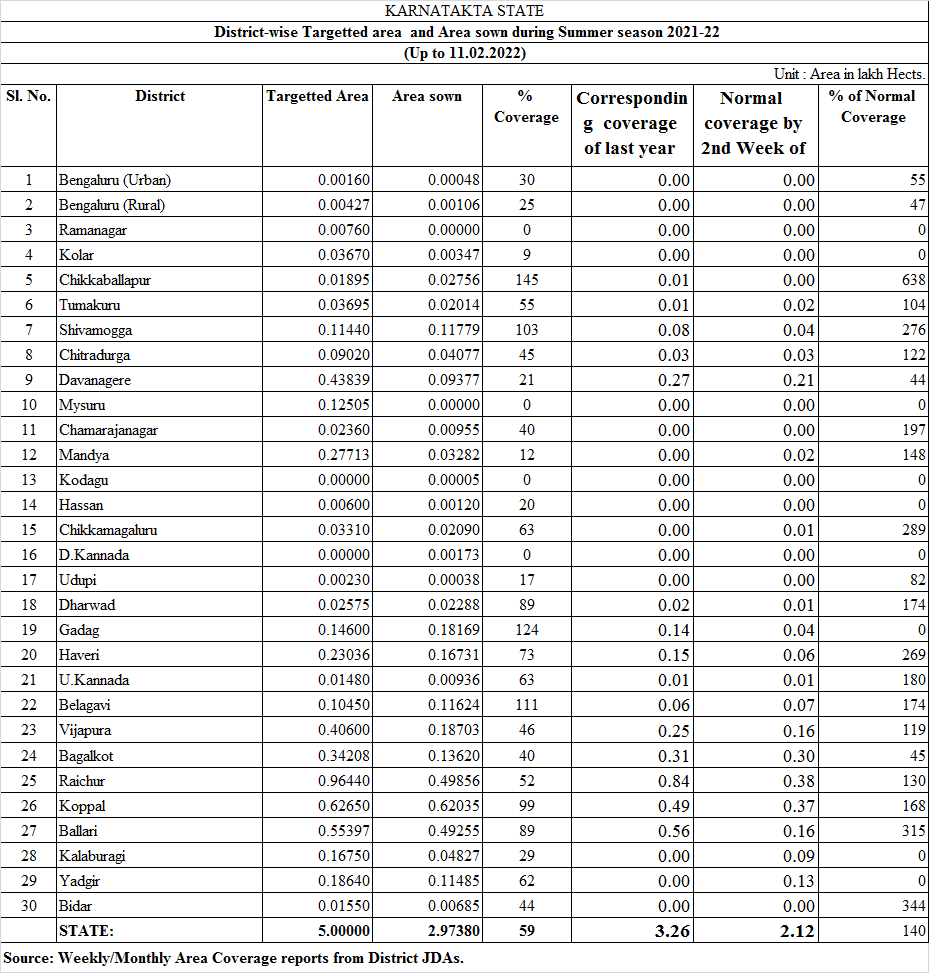 KARNATAKTA STATE
District-wise Targetted area and Area sown during Summer season 2021-22
(Up to 11.02.2022)
Unit : Area in lakh Hects.
Sl. No. District Targetted Area Area sown % Coverage Correspondin g coverage of last year Normal coverage by 2nd Week of % of Normal Coverage
1 Bengaluru (Urban) 0.00160 0.00048 30 0.00 0.00 55
2 Bengaluru (Rural) 0.00427 0.00106 25 0.00 0.00 47
3 Ramanagar 0.00760 0.00000 0 0.00 0.00 0
4 Kolar 0.03670 0.00347 9 0.00 0.00 0
5 Chikkaballapur 0.01895 0.02756 145 0.01 0.00 638
6 Tumakuru 0.03695 0.02014 55 0.01 0.02 104
7 Shivamogga 0.11440 0.11779 103 0.08 0.04 276
8 Chitradurga 0.09020 0.04077 45 0.03 0.03 122
9 Davanagere 0.43839 0.09377 21 0.27 0.21 44
10 Mysuru 0.12505 0.00000 0 0.00 0.00 0
11 Chamarajanagar 0.02360 0.00955 40 0.00 0.00 197
12 Mandya 0.27713 0.03282 12 0.00 0.02 148
13 Kodagu 0.00000 0.00005 0 0.00 0.00 0
14 Hassan 0.00600 0.00120 20 0.00 0.00 0
15 Chikkamagaluru 0.03310 0.02090 63 0.00 0.01 289
16 D.Kannada 0.00000 0.00173 0 0.00 0.00 0
17 Udupi 0.00230 0.00038 17 0.00 0.00 82
18 Dharwad 0.02575 0.02288 89 0.02 0.01 174
19 Gadag 0.14600 0.18169 124 0.14 0.04 0
20 Haveri 0.23036 0.16731 73 0.15 0.06 269
21 U.Kannada 0.01480 0.00936 63 0.01 0.01 180
22 Belagavi 0.10450 0.11624 111 0.06 0.07 174
23 Vijapura 0.40600 0.18703 46 0.25 0.16 119
24 Bagalkot 0.34208 0.13620 40 0.31 0.30 45
25 Raichur 0.96440 0.49856 52 0.84 0.38 130
26 Koppal 0.62650 0.62035 99 0.49 0.37 168
27 Ballari 0.55397 0.49255 89 0.56 0.16 315
28 Kalaburagi 0.16750 0.04827 29 0.00 0.09 0
29 Yadgir 0.18640 0.11485 62 0.00 0.13 0
30 Bidar 0.01550 0.00685 44 0.00 0.00 344
STATE: 5.00000 2.97380 59 3.26 2.12 140
Source: Weekly/Monthly Area Coverage reports from District JDAs.